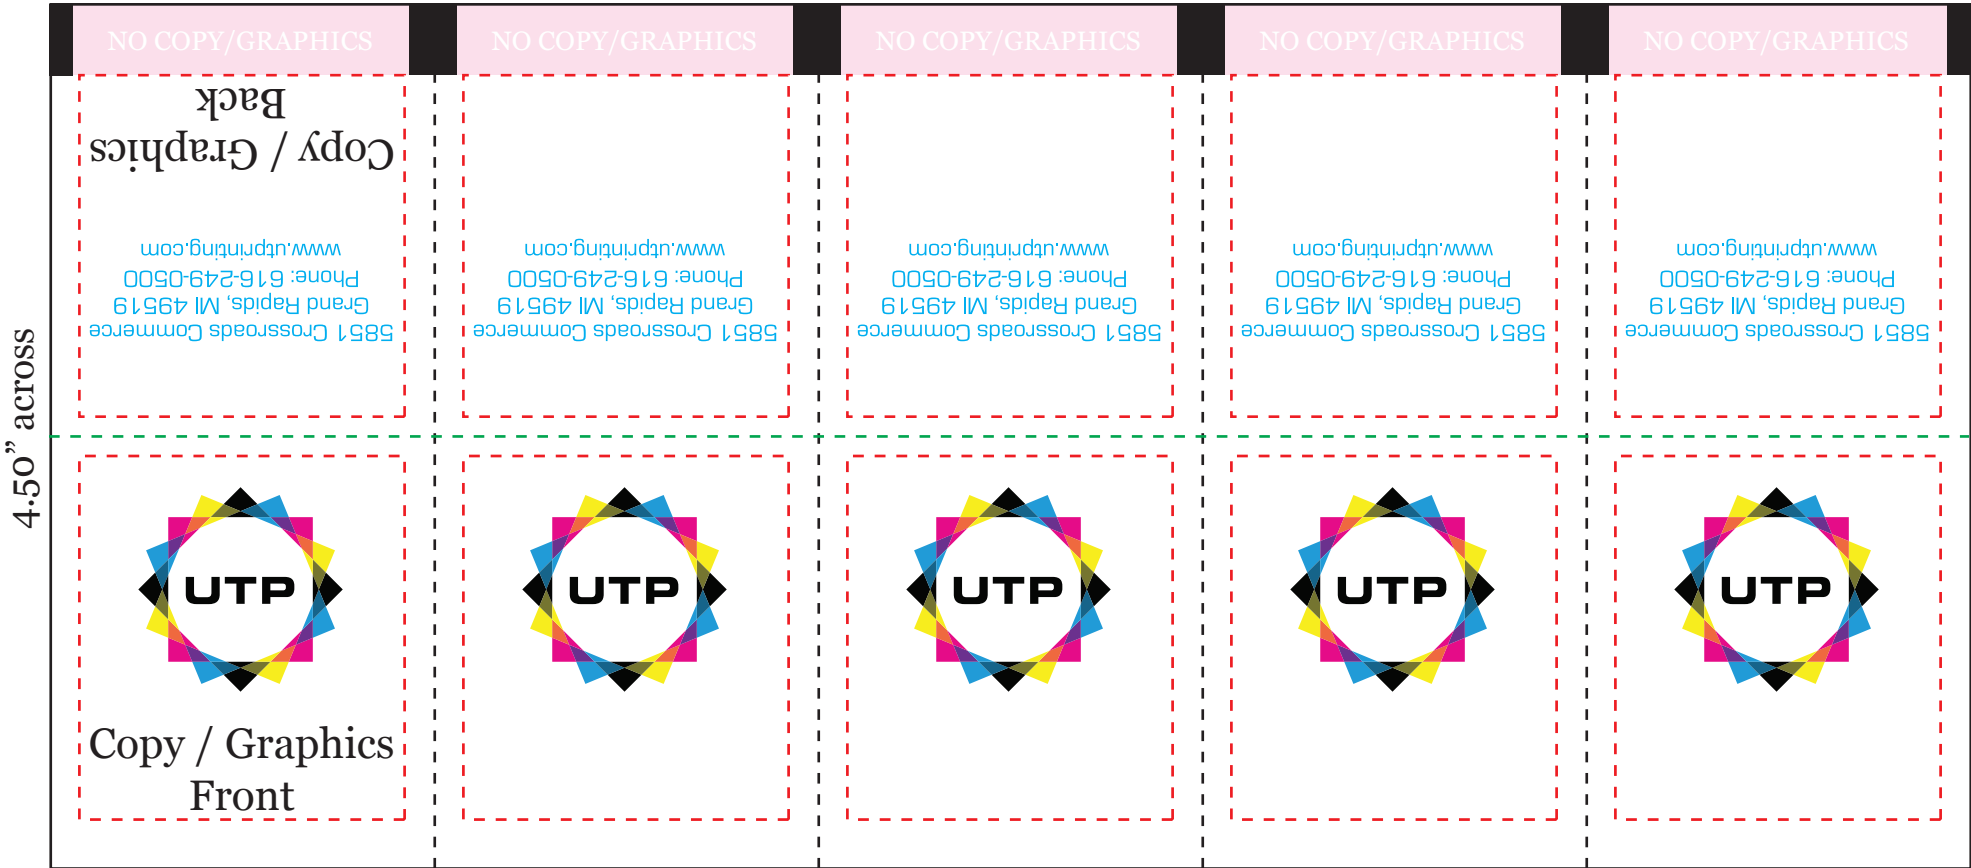 NO COPY/GRAPHICS
NO COPY/GRAPHICS
NO COPY/GRAPHICS
NO COPY/GRAPHICS
NO COPY/GRAPHICS
Copy / Graphics
Back
5851 Crossroads Commerce
Grand Rapids, MI 49519
Phone: 616-249-0500
www.utprinting.com
5851 Crossroads Commerce
Grand Rapids, MI 49519
Phone: 616-249-0500
www.utprinting.com
5851 Crossroads Commerce
Grand Rapids, MI 49519
Phone: 616-249-0500
www.utprinting.com
5851 Crossroads Commerce
Grand Rapids, MI 49519
Phone: 616-249-0500
www.utprinting.com
5851 Crossroads Commerce
Grand Rapids, MI 49519
Phone: 616-249-0500
www.utprinting.com
4.50” across
UTP
UTP
UTP
UTP
UTP
Copy / Graphics
Front